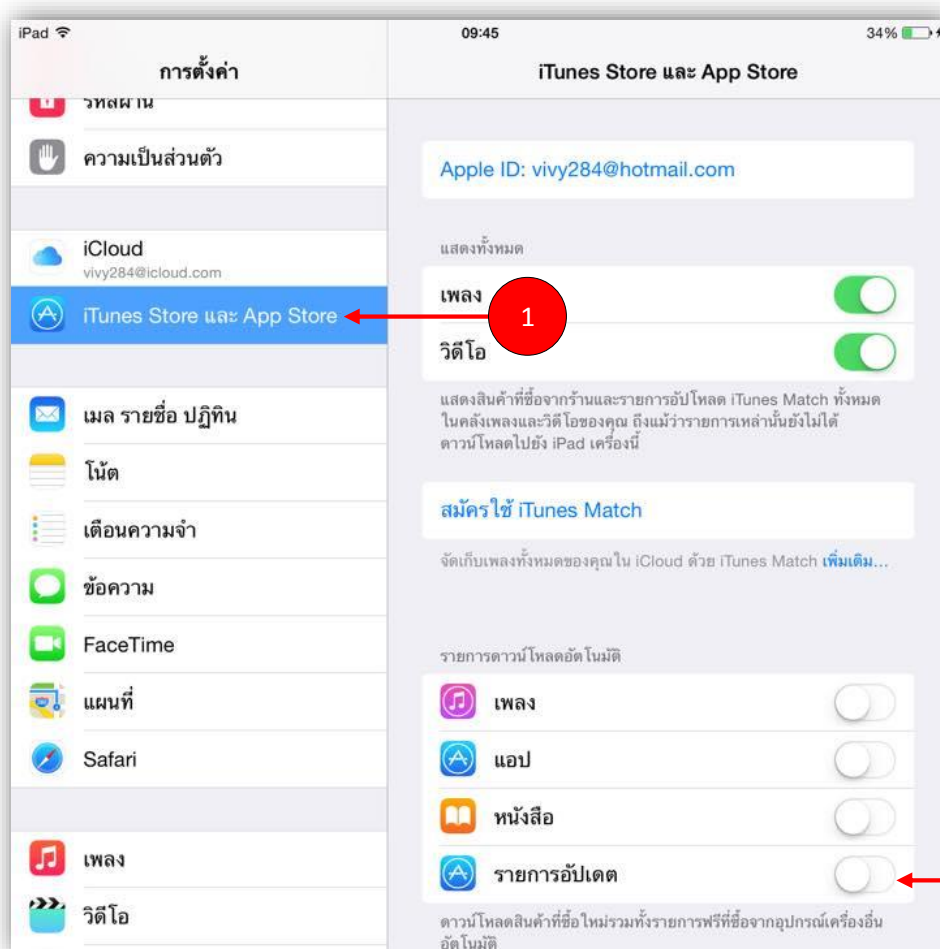 iPad
09:45
34%
การตั้งค่า
iTunes Store และ App Store
รหัสผ่าน
ความเป็นส่วนตัว
iCloud
vivy284@icloud.com
iTunes Store และ App Store
1
เมล รายชื่อ ปฏิทิน
โน้ต
เตือนความจำ
ข้อความ
FaceTime
แผนที่
Safari
เพลง
วิดีโอ
Apple ID: vivy284@hotmail.com
แสดงทั้งหมด
เพลง
วิดีโอ
แสดงสินค้าที่ซื้อจากร้านและรายการอัปโหลด iTunes Match ทั้งหมด
ในคลังเพลงและวิดีโอของคุณ ถึงแม้ว่ารายการเหล่านั้นยังไม่ได้
ดาวน์โหลดไปยัง iPad เครื่องนี้
สมัครใช้ iTunes Match
จัดเก็บเพลงทั้งหมดของคุณใน iCloud ด้วย iTunes Match เพิ่มเติม...
รายการดาวน์โหลดอัตโนมัติ
เพลง
แอป
หนังสือ
รายการอัปเดต
ดาวน์โหลดสินค้าที่ซื้อใหม่รวมทั้งรายการฟรีที่ซื้อจากอุปกรณ์เครื่องอื่น
อัตโนมัติ